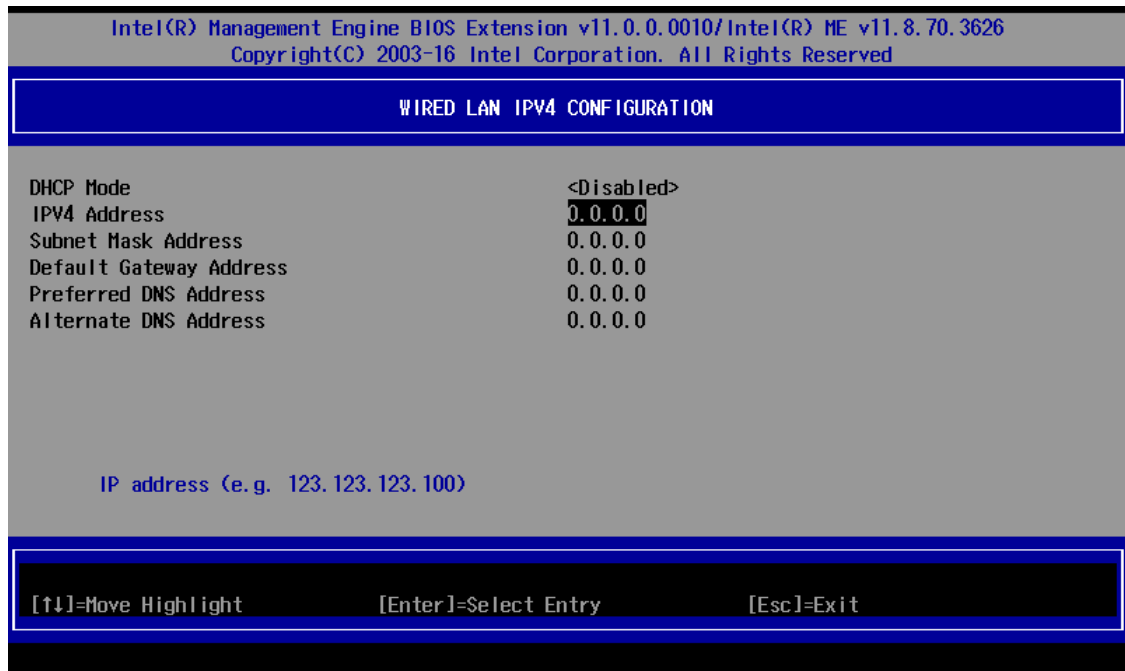 Intel(R) Management Engine BIOS Extension v11.0.0.0010/Intel(R) ME v11.8.70.3626
Copyright(C) 2003-16 Intel Corporation. All Rights Reserved
WIRED LAN IPV4 CONFIGURATION
DHCP Mode <Disabled>
IPV4 Address 0.0.0.0
Subnet Mask Address 0.0.0.0
Default Gateway Address 0.0.0.0
Preferred DNS Address 0.0.0.0
Alternate DNS Address 0.0.0.0
IP address (e.g. 123.123.123.100)
[↑↓]=Move Highlight [Enter]=Select Entry [Esc]=Exit